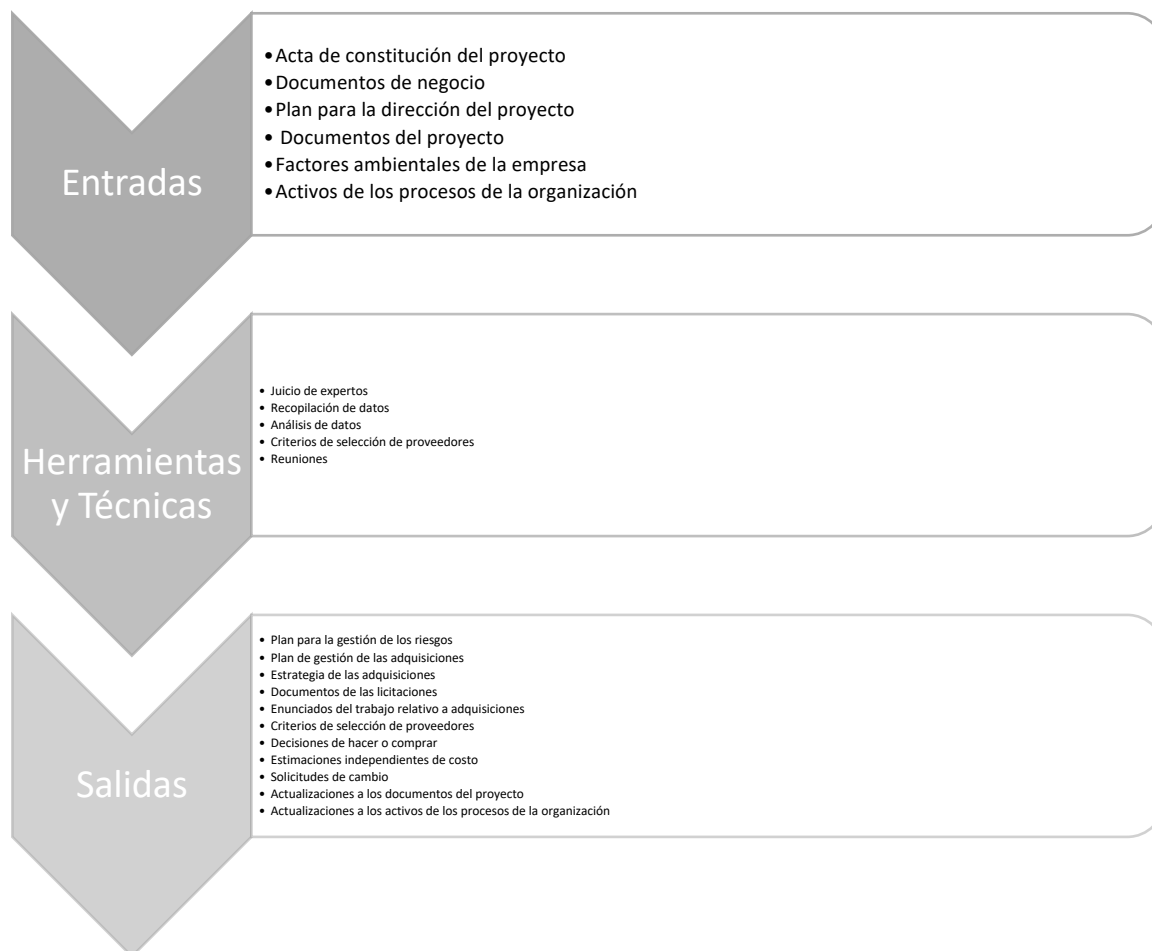 Entradas
•Acta de constitución del proyecto
•Documentos de negocio
•Plan para la dirección del proyecto
• Documentos del proyecto
•Factores ambientales de la empresa
•Activos de los procesos de la organización
Herramientas
y Técnicas
• Juicio de expertos
• Recopilación de datos
• Análisis de datos
• Criterios de selección de proveedores
• Reuniones
Salidas
• Plan para la gestión de los riesgos
• Plan de gestión de las adquisiciones
• Estrategia de las adquisiciones
• Documentos de las licitaciones
• Enunciados del trabajo relativo a adquisiciones
• Criterios de selección de proveedores
• Decisiones de hacer o comprar
• Estimaciones independientes de costo
• Solicitudes de cambio
• Actualizaciones a los documentos del proyecto
• Actualizaciones a los activos de los procesos de la organización